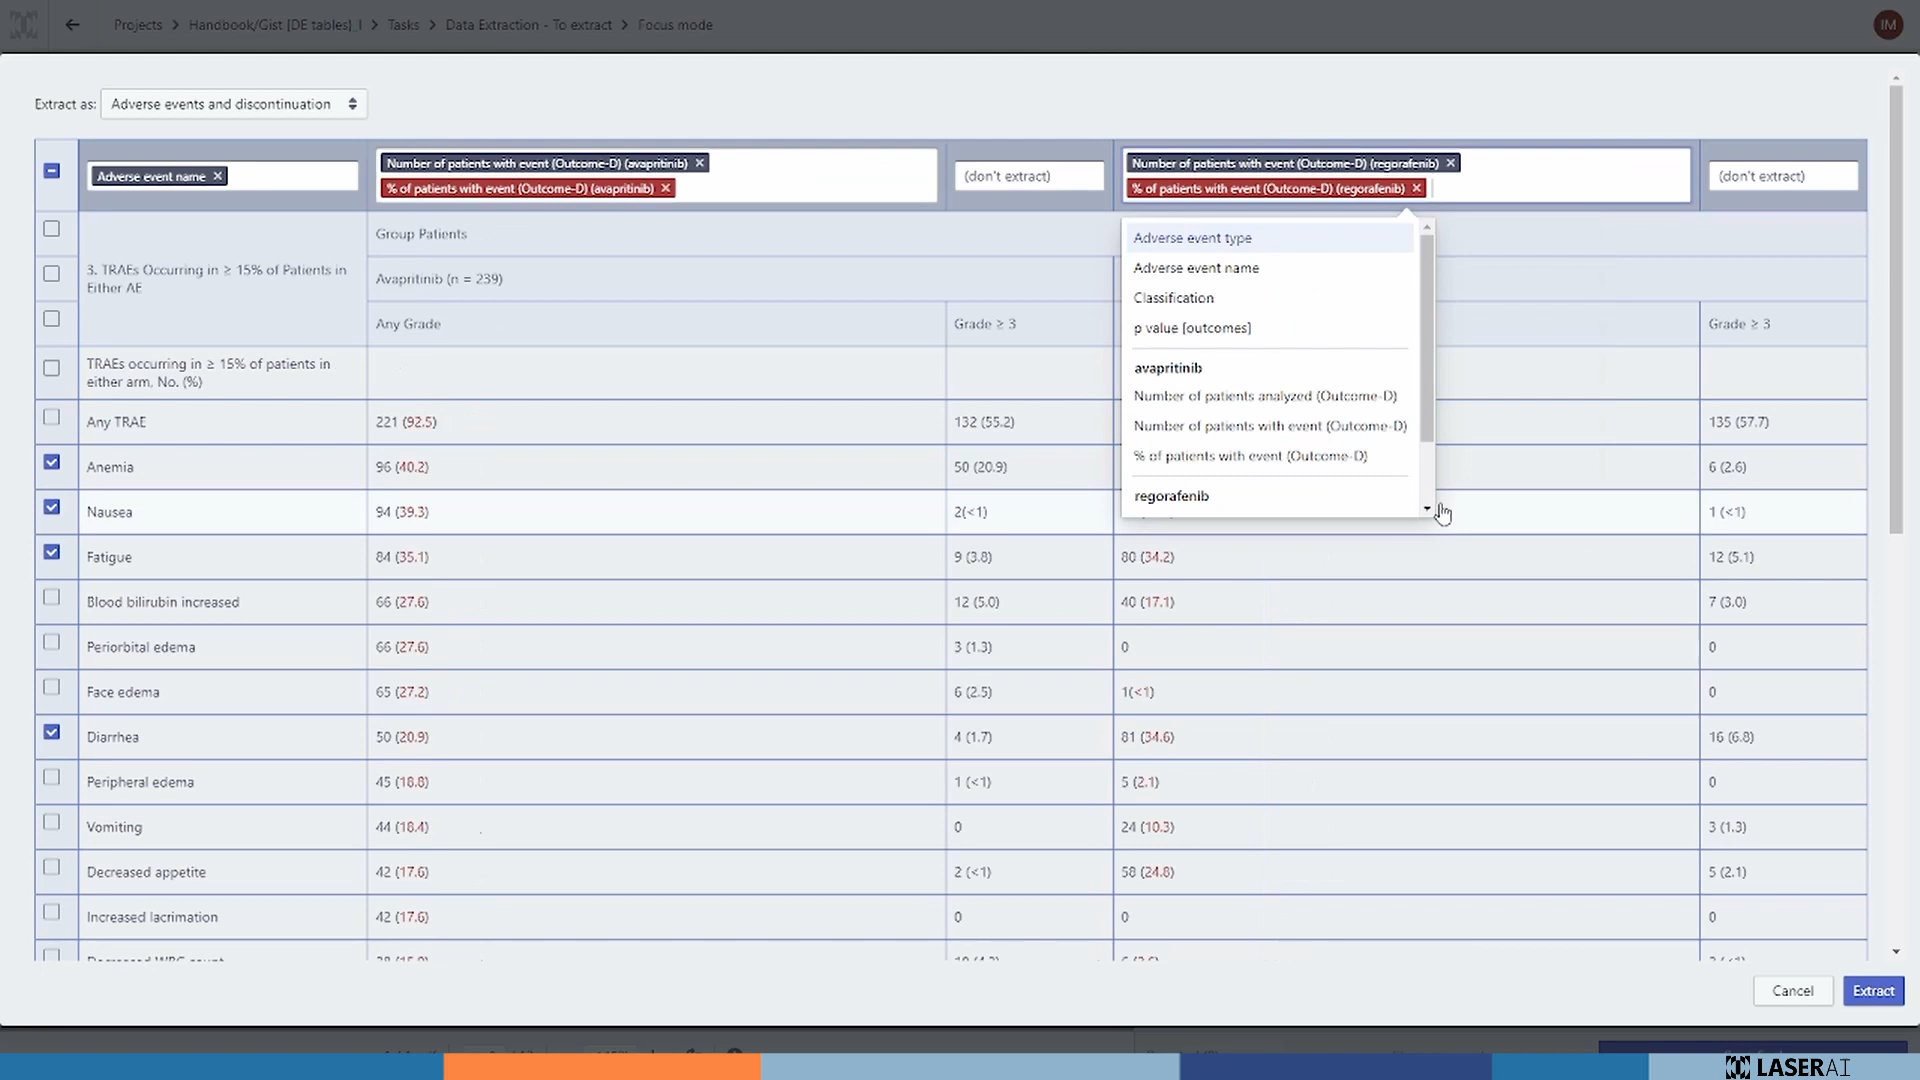 Projects > Handbook/Gist [DE tables]_I > Tasks > Data Extraction - To extract > Focus mode
IM
Extract as: Adverse events and discontinuation
Adverse event name ×
Number of patients with event (Outcome-D) (avapritinib) ×
% of patients with event (Outcome-D) (avapritinib) ×
(don't extract)
Number of patients with event (Outcome-D) (regorafenib) ×
% of patients with event (Outcome-D) (regorafenib) ×
(don't extract)
3. TRAEs Occurring in ≥ 15% of Patients in
Either AE
Group Patients
Avapritinib (n = 239)
Any Grade
Grade ≥ 3
Grade ≥ 3
Adverse event type
Adverse event name
Classification
p value [outcomes]
avapritinib
Number of patients analyzed (Outcome-D)
Number of patients with event (Outcome-D)
% of patients with event (Outcome-D)
regorafenib
TRAEs occurring in ≥ 15% of patients in
either arm, No. (%)
Any TRAE 221 (92.5) 132 (55.2) 135 (57.7)
Anemia 96 (40.2) 50 (20.9) 6 (2.6)
Nausea 94 (39.3) 2(<1) 1 (<1)
Fatigue 84 (35.1) 9 (3.8) 80 (34.2) 12 (5.1)
Blood bilirubin increased 66 (27.6) 12 (5.0) 40 (17.1) 7 (3.0)
Periorbital edema 66 (27.6) 3 (1.3) 0 0
Face edema 65 (27.2) 6 (2.5) 1(<1) 0
Diarrhea 50 (20.9) 4 (1.7) 81 (34.6) 16 (6.8)
Peripheral edema 45 (18.8) 1 (<1) 5 (2.1) 0
Vomiting 44 (18.4) 0 24 (10.3) 3 (1.3)
Decreased appetite 42 (17.6) 2 (<1) 58 (24.8) 5 (2.1)
Increased lacrimation 42 (17.6) 0 0 0
Cancel
Extract
LASERAI